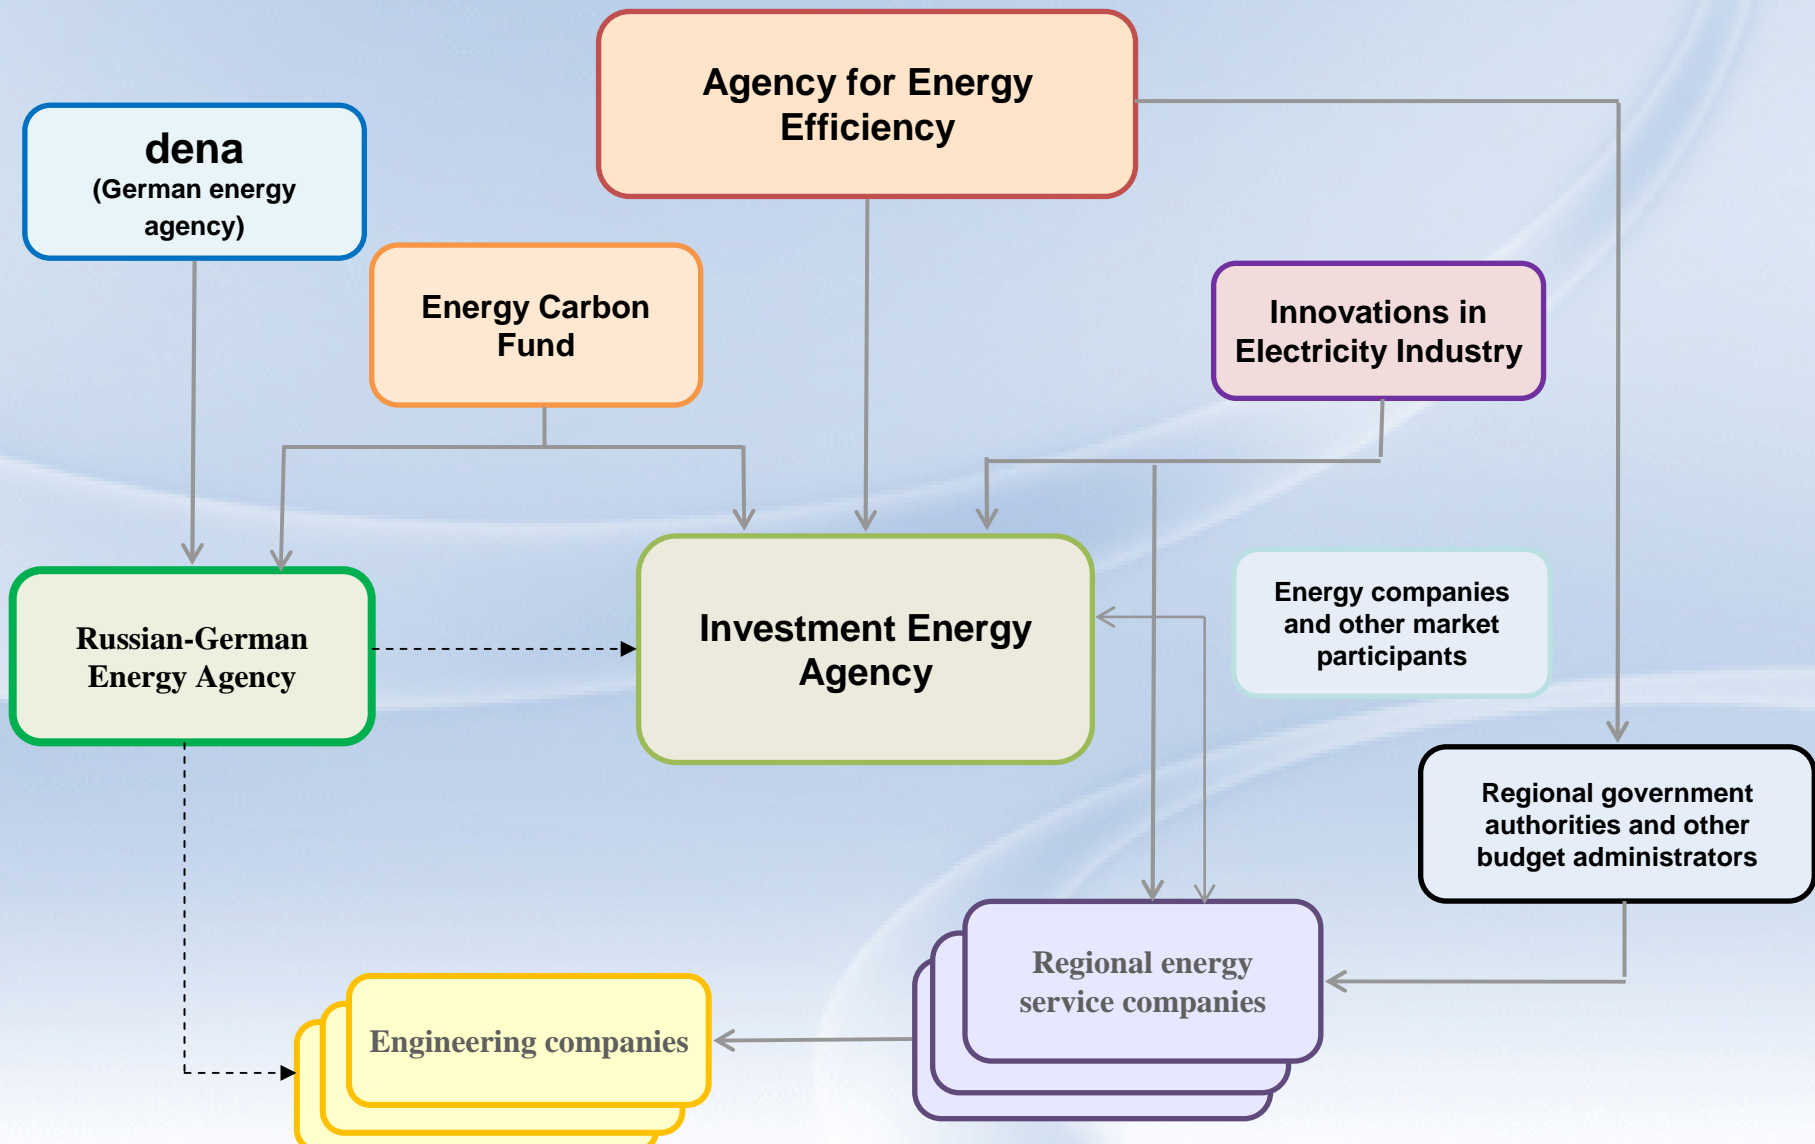 Agency for Energy
Efficiency
dena
(German energy
agency)
Energy Carbon
Fund
Innovations in
Electricity Industry
Russian-German
Energy Agency
Investment Energy
Agency
Energy companies
and other market
participants
Regional government
authorities and other
budget administrators
Regional energy
service companies
Engineering companies